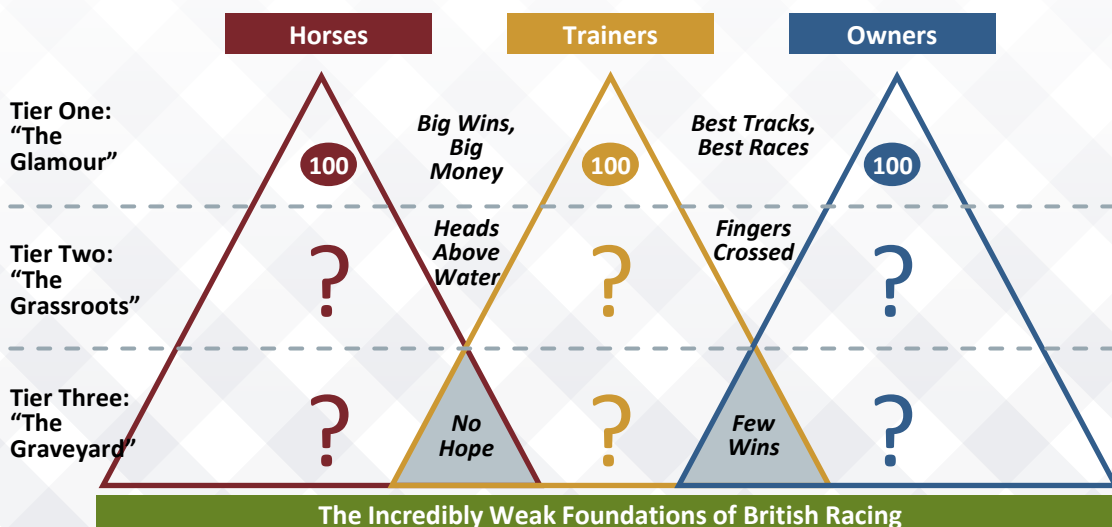 Horses
Trainers
Owners
Tier One:
“The
Glamour”
Big Wins,
Big
Money
Best Tracks,
Best Races
100
100
100
Tier Two:
“The
Grassroots”
Heads
Above
Water
Fingers
Crossed
?
?
?
Tier Three:
“The
Graveyard”
No
Hope
Few
Wins
?
?
?
The Incredibly Weak Foundations of British Racing